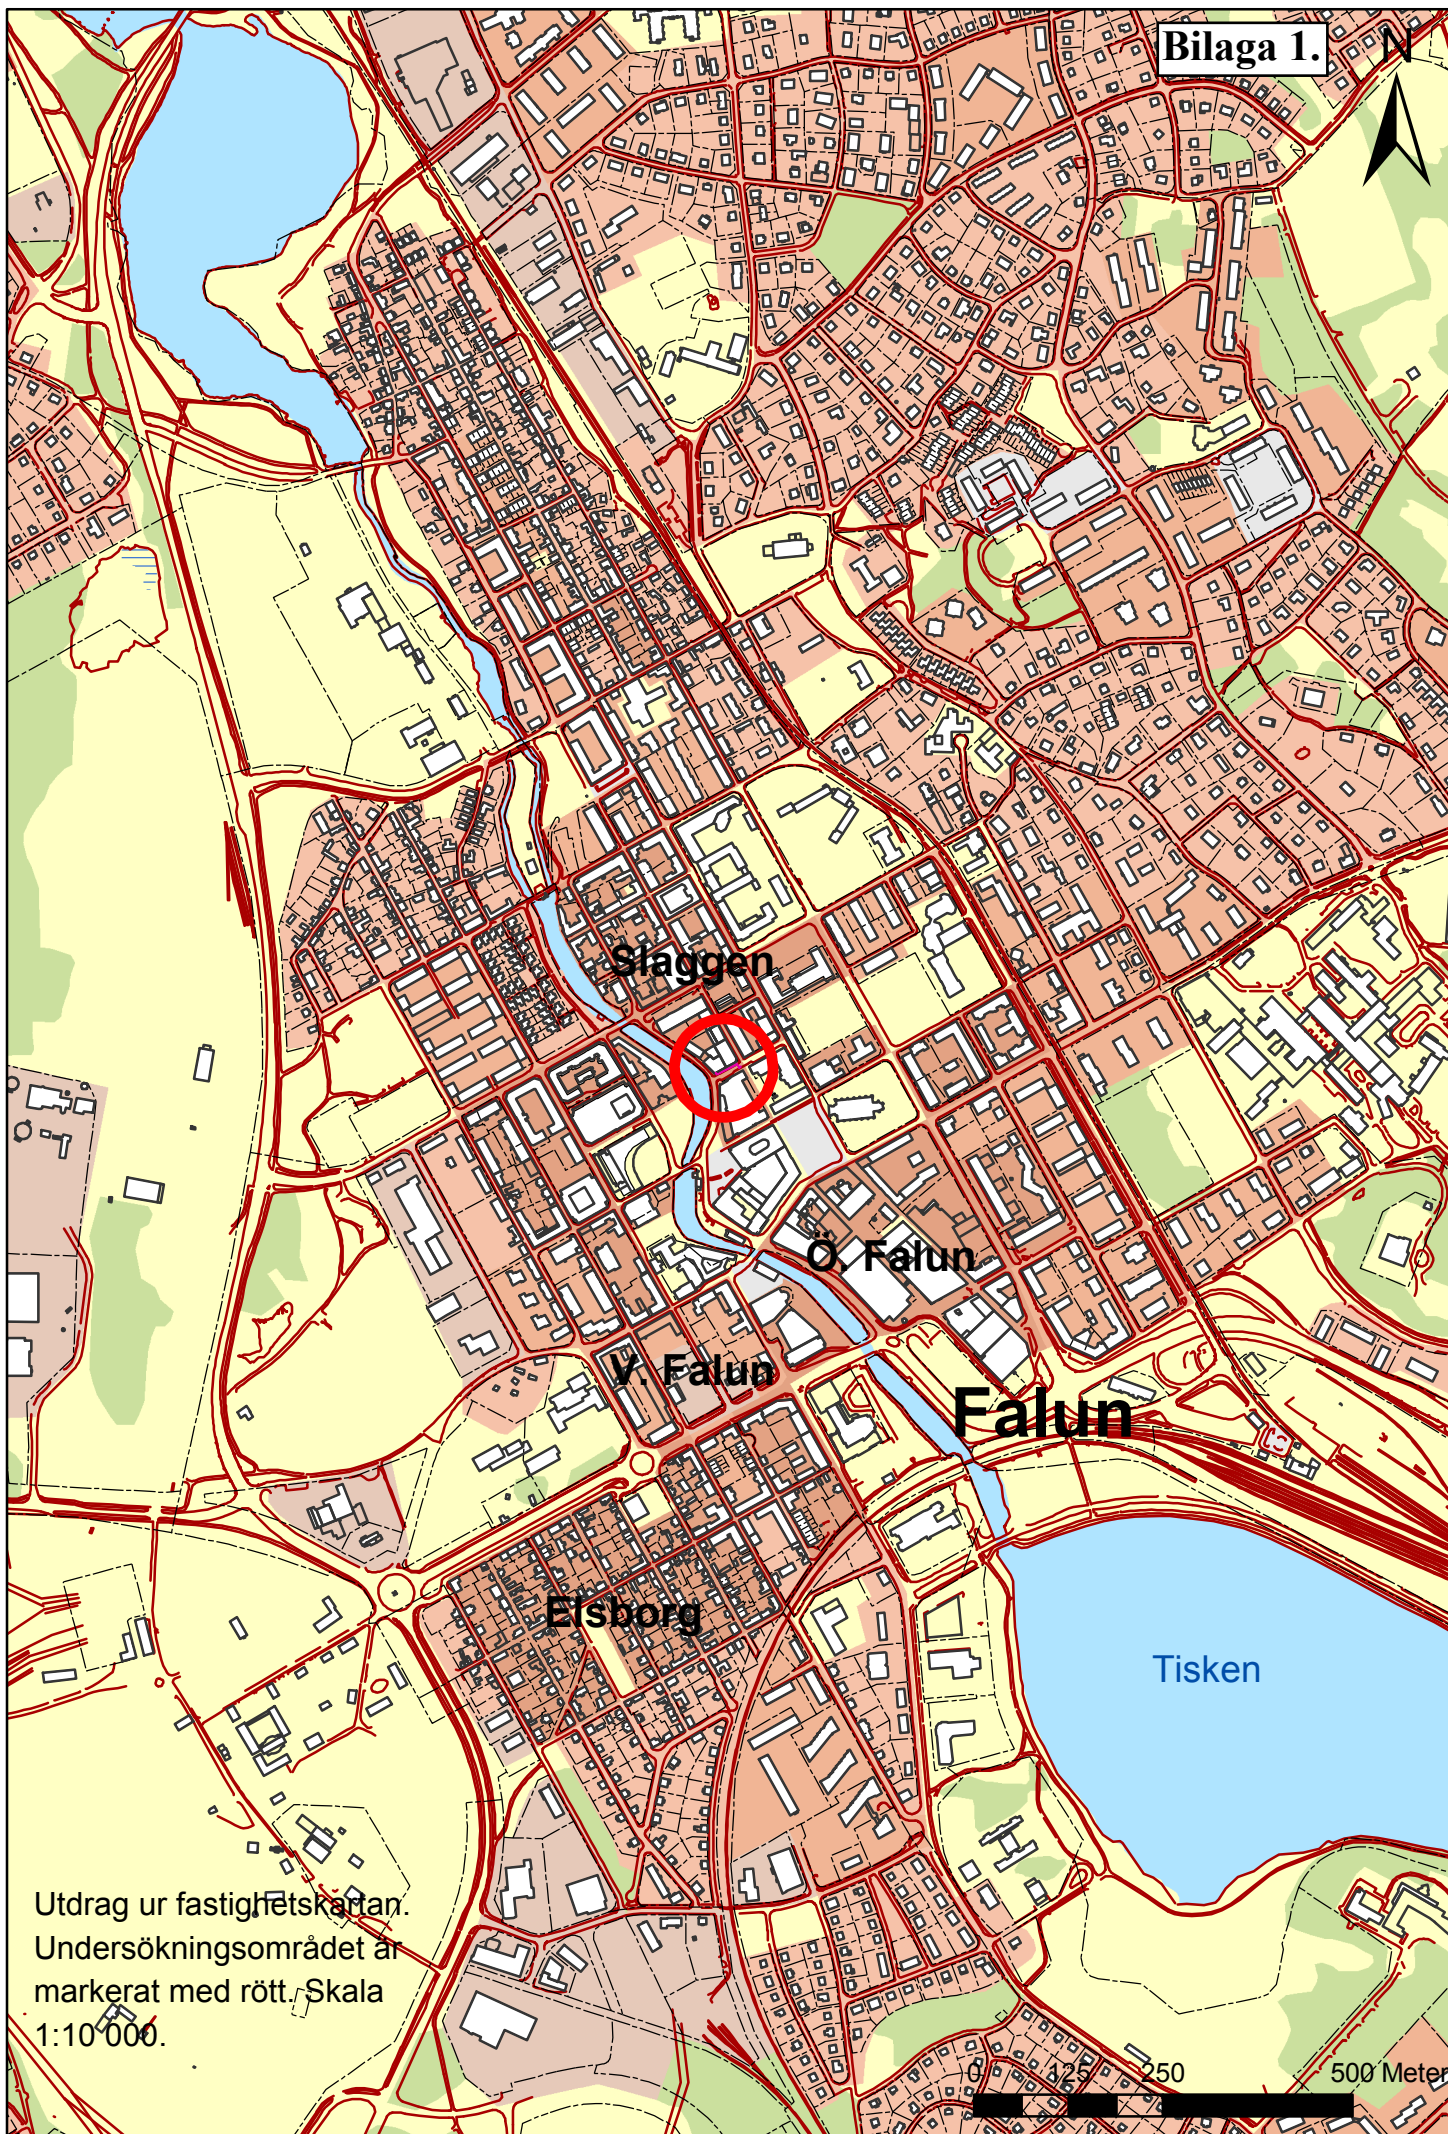 Bilaga 1.
N
Slaggen
Ö. Falun
V. Falun
Falun
Elsborg
Tisken
Utdrag ur fastighetskartan.
Undersökningsområdet är
markerat med rött. Skala
1:10 000.
0 125 250 500 Meter